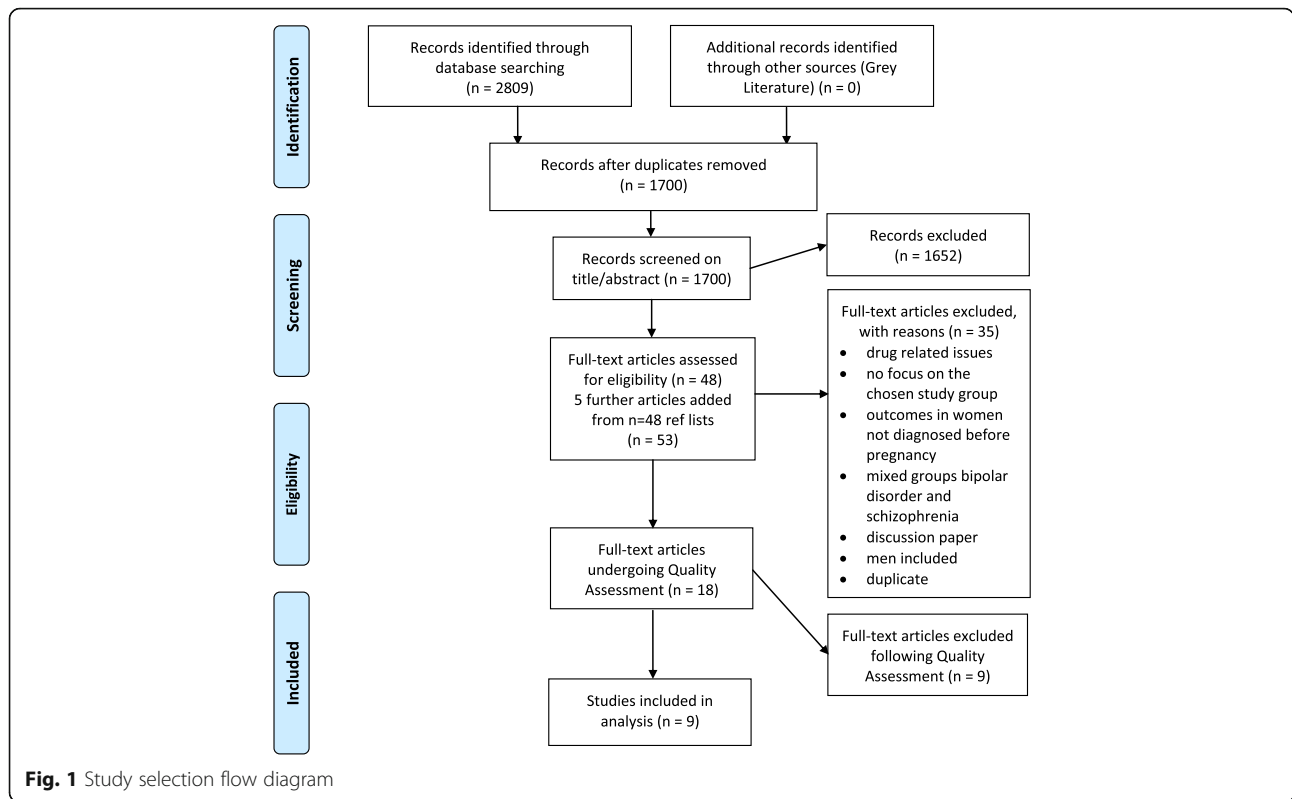 Identification
Records identified through
database searching
(n = 2809)
Additional records identified
through other sources (Grey
Literature) (n = 0)
Records after duplicates removed
(n = 1700)
Screening
Records screened on
title/abstract (n = 1700)
Records excluded
(n = 1652)
Full-text articles assessed
for eligibility (n = 48)
5 further articles added
from n=48 ref lists
(n = 53)
Full-text articles excluded,
with reasons (n = 35)
• drug related issues
• no focus on the
chosen study group
• outcomes in women
not diagnosed before
pregnancy
• mixed groups bipolar
disorder and
schizophrenia
• discussion paper
• men included
• duplicate
Eligibility
Full-text articles
undergoing Quality
Assessment (n = 18)
Full-text articles excluded
following Quality
Assessment (n = 9)
Included
Studies included in
analysis (n = 9)
Fig. 1 Study selection flow diagram